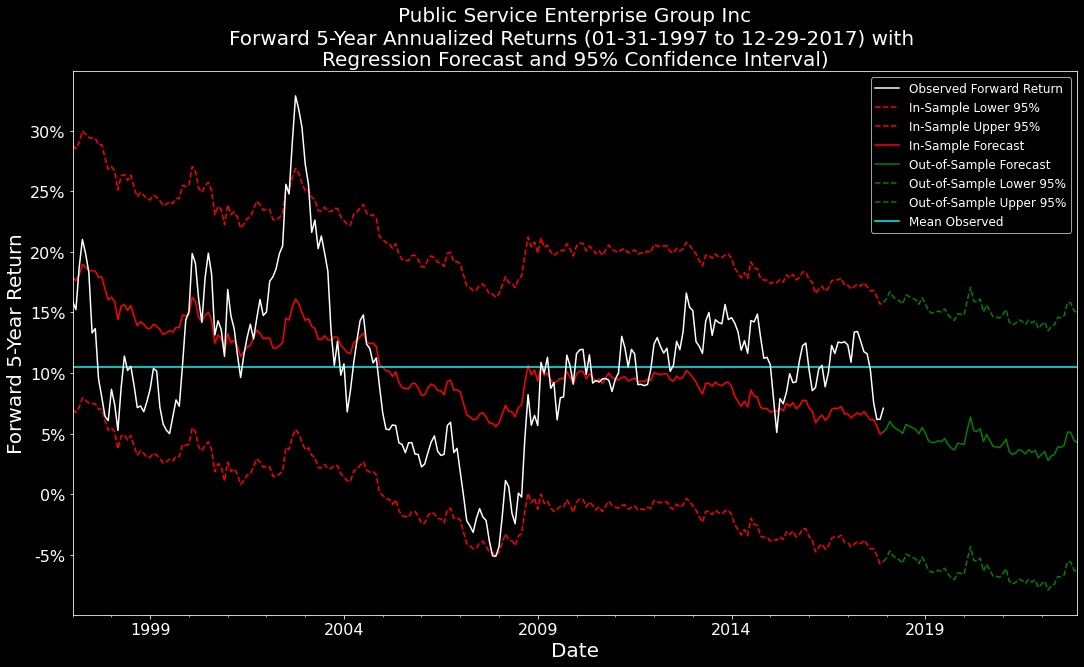 Public Service Enterprise Group Inc
Forward 5-Year Annualized Returns (01-31-1997 to 12-29-2017) with
Regression Forecast and 95% Confidence Interval)
Observed Forward Return
In-Sample Lower 95%
In-Sample Upper 95%
In-Sample Forecast
Out-of-Sample Forecast
Out-of-Sample Lower 95%
Out-of-Sample Upper 95%
Mean Observed
Forward 5-Year Return
30%
25%
20%
15%
10%
5%
0%
-5%
1999
2004
2009
2014
2019
Date